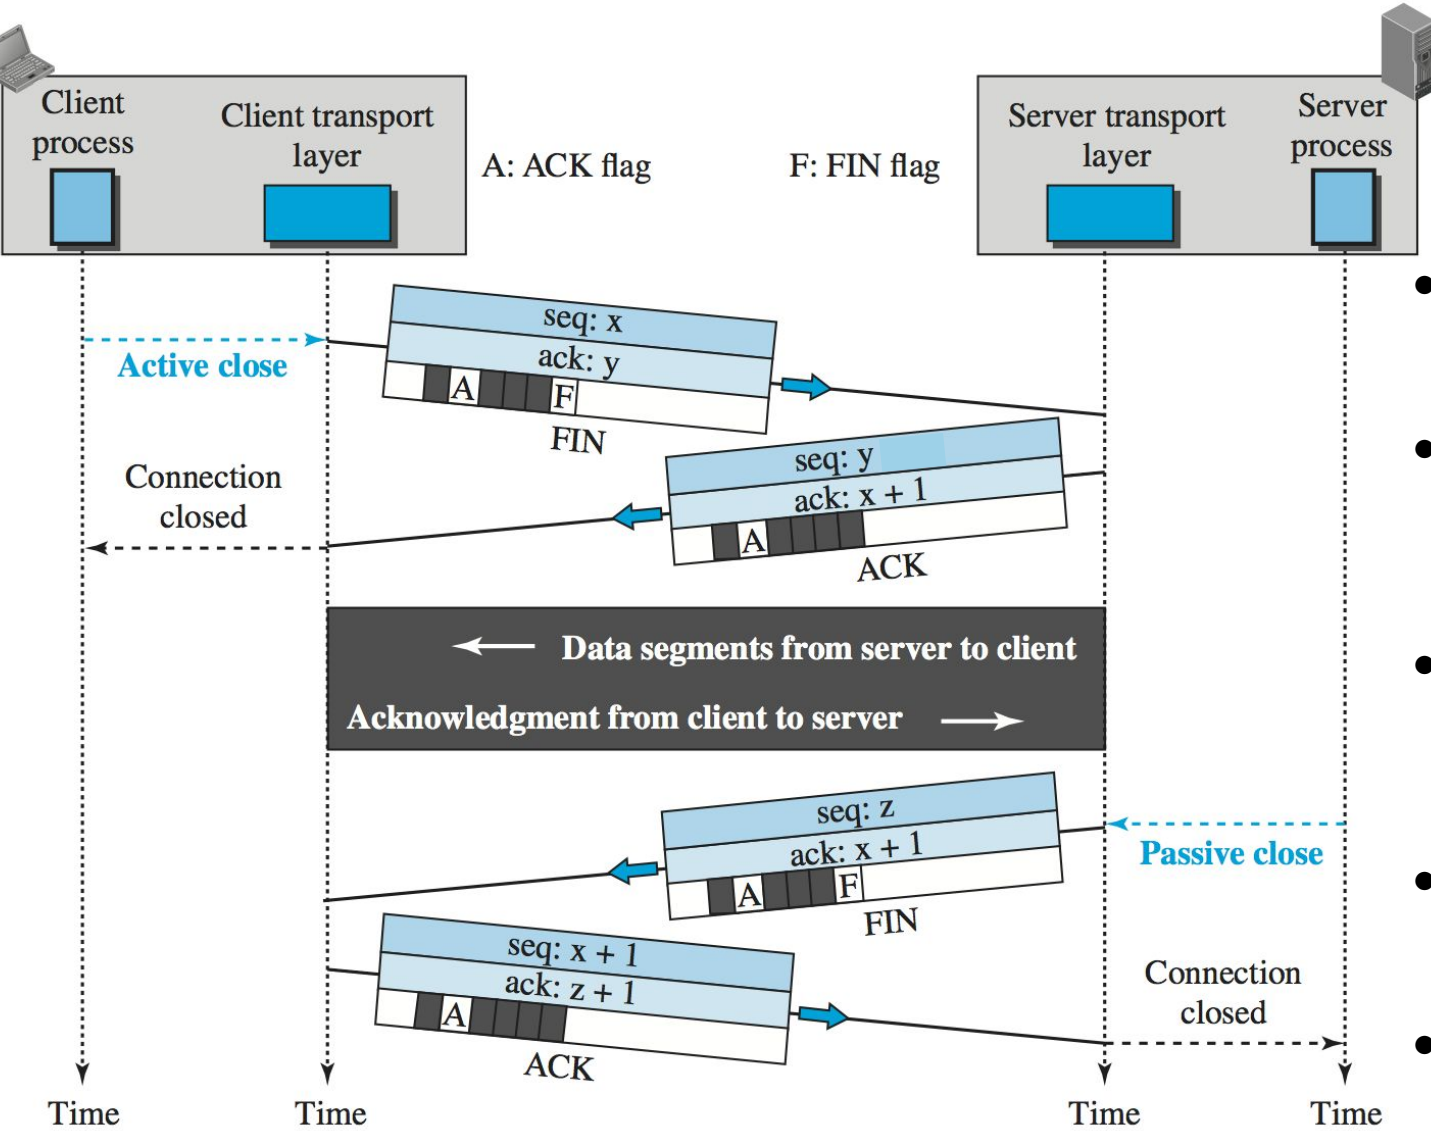 Client
process
Client transport
layer
A: ACK flag
F: FIN flag
Server transport
layer
Server
process
Active close
seq: x
ack: y
A
F
FIN
seq: y
ack: x + 1
A
ACK
Connection
closed
Data segments from server to client
Acknowledgment from client to server
seq: z
ack: x + 1
A
F
FIN
Passive close
seq: x + 1
ack: z + 1
A
ACK
Connection
closed
Time
Time
Time
Time